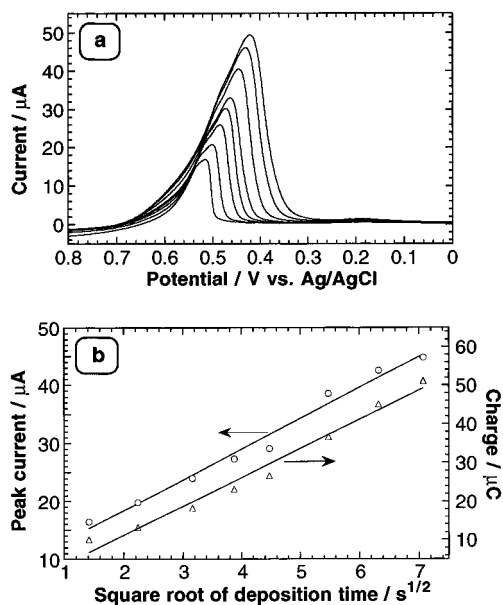 a
50
40
30
20
10
0
Current / μA
0.8 0.7 0.6 0.5 0.4 0.3 0.2 0.1 0
Potential / V vs. Ag/AgCl
b
50
40
30
20
10
Peak current / μA
60
50
40
30
20
10
Charge / μC
1 2 3 4 5 6 7 8
Square root of deposition time / s^{1/2}